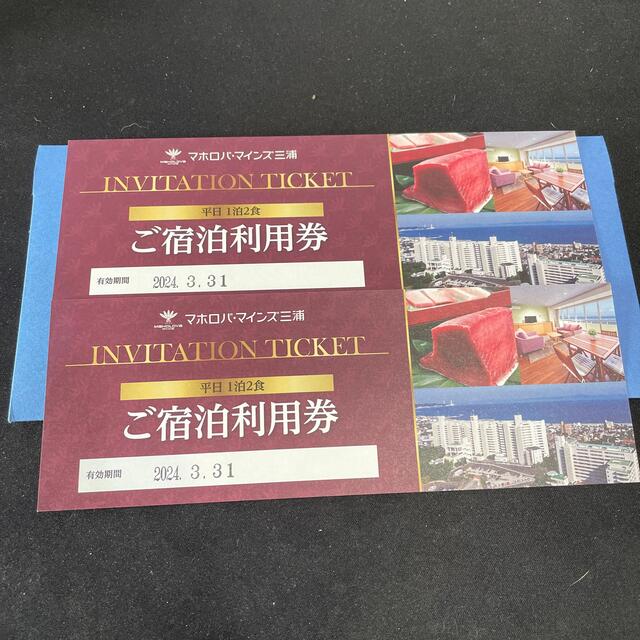 マホロバ・マインズ三浦
INVITATION TICKET
平日 1泊2食
ご宿泊利用券
有効期間 2024. 3. 31
マホロバ・マインズ三浦
INVITATION TICKET
平日 1泊2食
ご宿泊利用券
有効期間 2024. 3. 31